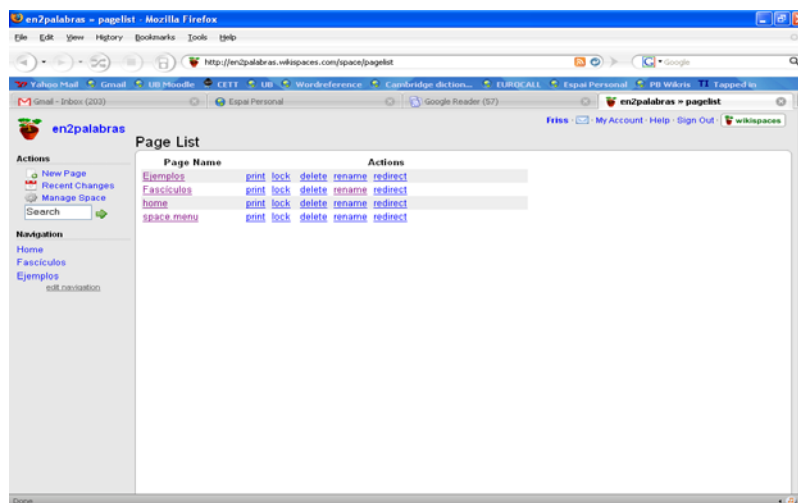 en2palabras » pagelist - Mozilla Firefox
File Edit View History Bookmarks Tools Help
http://en2palabras.wikispaces.com/space/pagelist Google
Yahoo Mail Gmail UB Moodle CETT UB Wordreference Cambridge diction... EUROCALL Espai Personal PB Wikris TI Tapped in
Gmail - Inbox (203) Espai Personal Google Reader (57) en2palabras » pagelist
Friss · My Account · Help · Sign Out · wikispaces
en2palabras
Page List
Actions
New Page
Recent Changes
Manage Space
Search
Navigation
Home
Fascículos
Ejemplos
edit navigation
Page Name Actions
Ejemplos print lock delete rename redirect
Fascículos print lock delete rename redirect
home print lock delete rename redirect
space.menu print lock delete rename redirect
Done